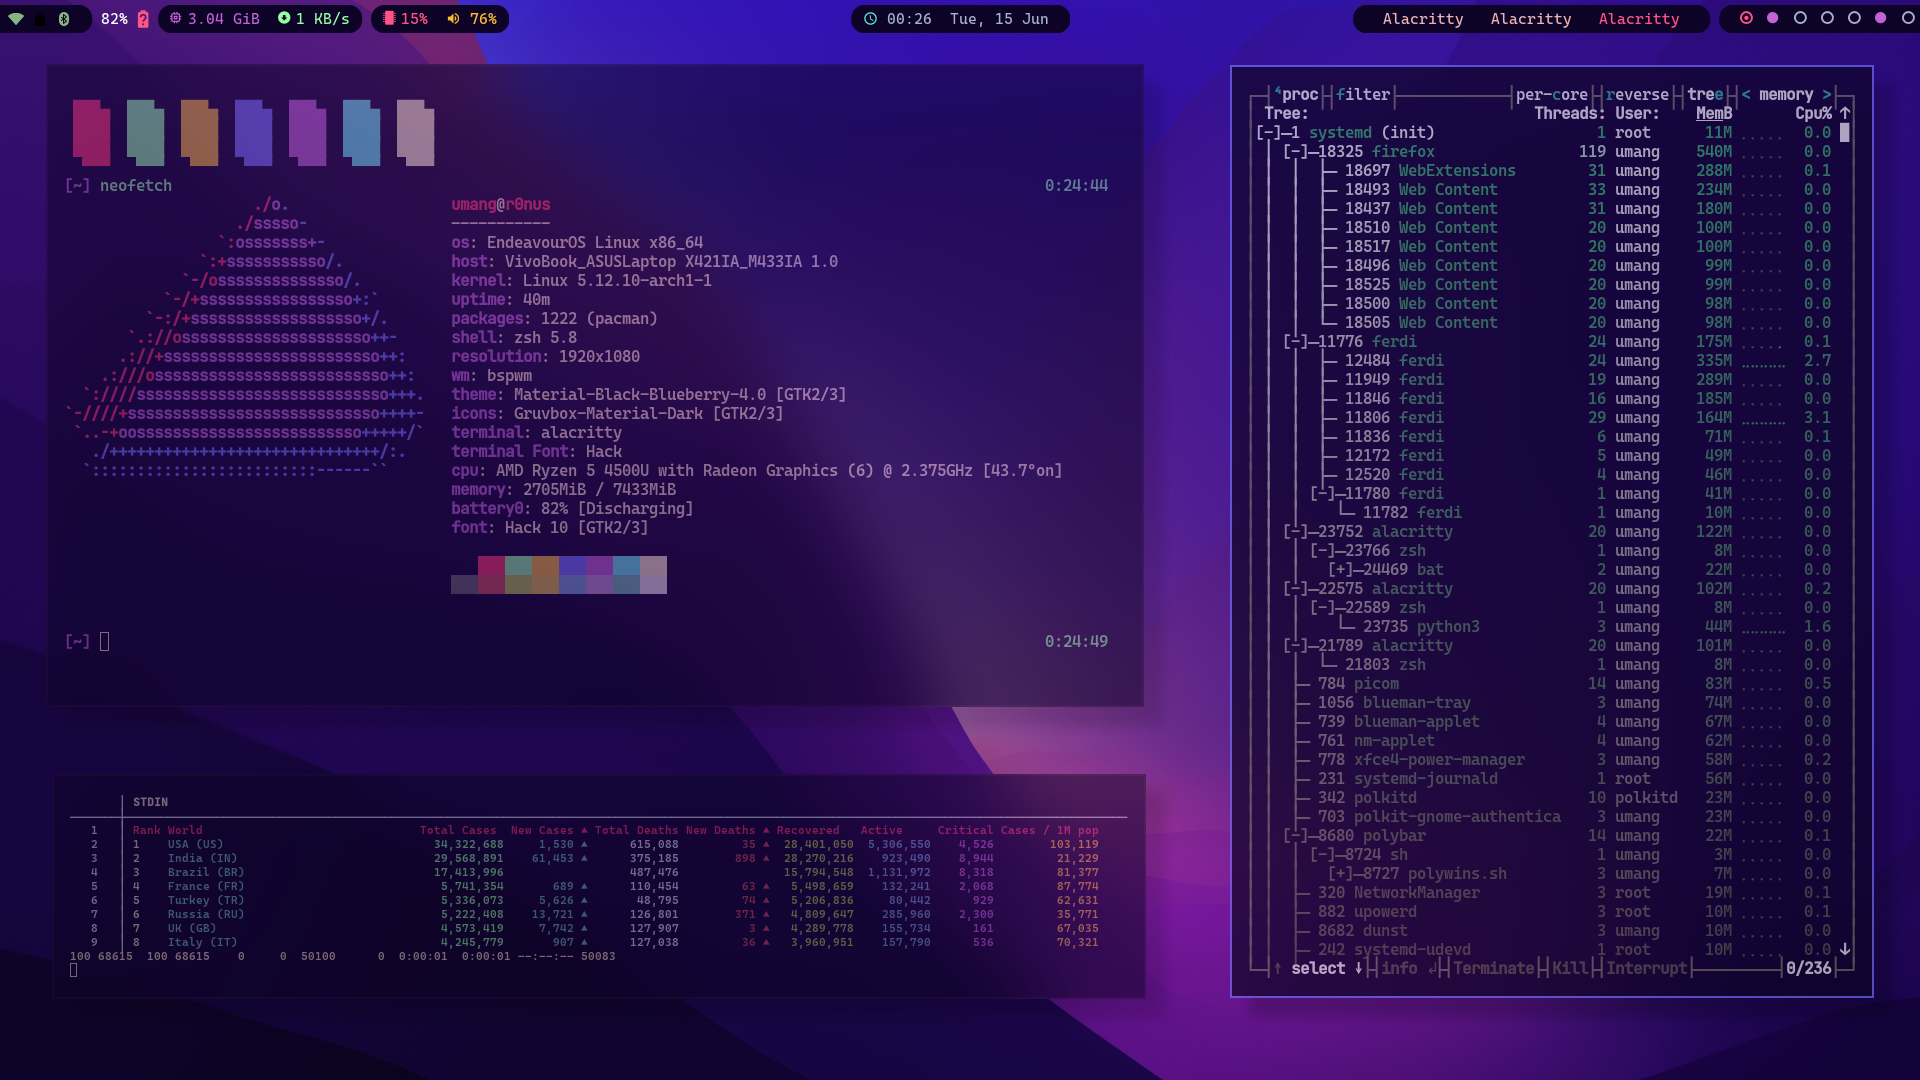 82% 3.04 GiB 1 KB/s 15% 76% 00:26 Tue, 15 Jun Alacritty Alacritty Alacritty
[~] neofetch 0:24:44
./o.
./sssso-
`:osssssss+-
`:+sssssssssso/.
`-/ossssssssssssso/.
`-/+sssssssssssssssso+:`
`-:/+sssssssssssssssssso+/.
`.://osssssssssssssssssssso++-
.://+ssssssssssssssssssssssso++:
.:///ossssssssssssssssssssssssso++:
`:////ssssssssssssssssssssssssssso+++.
`-////+ssssssssssssssssssssssssssso++++-
`..-+oosssssssssssssssssssssssso+++++/`
./++++++++++++++++++++++++++++++/:.
`:::::::::::::::::::::::::------``
umang@r0nus
-----------
os: EndeavourOS Linux x86_64
host: VivoBook_ASUSLaptop X421IA_M433IA 1.0
kernel: Linux 5.12.10-arch1-1
uptime: 40m
packages: 1222 (pacman)
shell: zsh 5.8
resolution: 1920x1080
wm: bspwm
theme: Material-Black-Blueberry-4.0 [GTK2/3]
icons: Gruvbox-Material-Dark [GTK2/3]
terminal: alacritty
terminal Font: Hack
cpu: AMD Ryzen 5 4500U with Radeon Graphics (6) @ 2.375GHz [43.7°on]
memory: 2705MiB / 7433MiB
battery0: 82% [Discharging]
font: Hack 10 [GTK2/3]
[~] 0:24:49
STDIN
1 Rank World Total Cases New Cases ▲ Total Deaths New Deaths ▲ Recovered Active Critical Cases / 1M pop
2 1 USA (US) 34,322,688 1,530 ▲ 615,088 35 ▲ 28,401,050 5,306,550 4,526 103,119
3 2 India (IN) 29,568,891 61,453 ▲ 375,185 898 ▲ 28,270,216 923,490 8,944 21,229
4 3 Brazil (BR) 17,413,996 487,476 15,794,548 1,131,972 8,318 81,377
5 4 France (FR) 5,741,354 689 ▲ 110,454 63 ▲ 5,498,659 132,241 2,068 87,774
6 5 Turkey (TR) 5,336,073 5,626 ▲ 48,795 74 ▲ 5,206,836 80,442 929 62,631
7 6 Russia (RU) 5,222,408 13,721 ▲ 126,801 371 ▲ 4,809,647 285,960 2,300 35,771
8 7 UK (GB) 4,573,419 7,742 ▲ 127,907 3 ▲ 4,289,778 155,734 161 67,035
9 8 Italy (IT) 4,245,779 907 ▲ 127,038 36 ▲ 3,960,951 157,790 536 70,321
100 68615 100 68615 0 0 50100 0 0:00:01 0:00:01 --:--:-- 50083
⁴proc filter per-core reverse tree < memory >
Tree: Threads: User: MemB Cpu% ↑
[-]─1 systemd (init) 1 root 11M ..... 0.0
[-]─18325 firefox 119 umang 540M ..... 0.0
├─ 18697 WebExtensions 31 umang 288M ..... 0.1
├─ 18493 Web Content 33 umang 234M ..... 0.0
├─ 18437 Web Content 31 umang 180M ..... 0.0
├─ 18510 Web Content 20 umang 100M ..... 0.0
├─ 18517 Web Content 20 umang 100M ..... 0.0
├─ 18496 Web Content 20 umang 99M ..... 0.0
├─ 18525 Web Content 20 umang 99M ..... 0.0
├─ 18500 Web Content 20 umang 98M ..... 0.0
└─ 18505 Web Content 20 umang 98M ..... 0.0
[-]─11776 ferdi 24 umang 175M ..... 0.1
├─ 12484 ferdi 24 umang 335M ..... 2.7
├─ 11949 ferdi 19 umang 289M ..... 0.0
├─ 11846 ferdi 16 umang 185M ..... 0.0
├─ 11806 ferdi 29 umang 164M ..... 3.1
├─ 11836 ferdi 6 umang 71M ..... 0.1
├─ 12172 ferdi 5 umang 49M ..... 0.0
├─ 12520 ferdi 4 umang 46M ..... 0.0
[-]─11780 ferdi 1 umang 41M ..... 0.0
└─ 11782 ferdi 1 umang 10M ..... 0.0
[-]─23752 alacritty 20 umang 122M ..... 0.0
[-]─23766 zsh 1 umang 8M ..... 0.0
[+]─24469 bat 2 umang 22M ..... 0.0
[-]─22575 alacritty 20 umang 102M ..... 0.2
[-]─22589 zsh 1 umang 8M ..... 0.0
└─ 23735 python3 3 umang 44M ..... 1.6
[-]─21789 alacritty 20 umang 101M ..... 0.0
└─ 21803 zsh 1 umang 8M ..... 0.0
├─ 784 picom 14 umang 83M ..... 0.5
├─ 1056 blueman-tray 3 umang 74M ..... 0.0
├─ 739 blueman-applet 4 umang 67M ..... 0.0
├─ 761 nm-applet 4 umang 62M ..... 0.0
├─ 778 xfce4-power-manager 3 umang 58M ..... 0.2
├─ 231 systemd-journald 1 root 56M ..... 0.0
├─ 342 polkitd 10 polkitd 23M ..... 0.0
├─ 703 polkit-gnome-authentica 3 umang 23M ..... 0.0
[-]─8680 polybar 14 umang 22M ..... 0.1
[-]─8724 sh 1 umang 3M ..... 0.0
[+]─8727 polywins.sh 3 umang 7M ..... 0.0
├─ 320 NetworkManager 3 root 19M ..... 0.1
├─ 882 upowerd 3 root 10M ..... 0.1
├─ 8682 dunst 3 umang 10M ..... 0.0
├─ 242 systemd-udevd 1 root 10M ..... 0.0 ↓
↑ select ↓ info ↲ Terminate Kill Interrupt 0/236